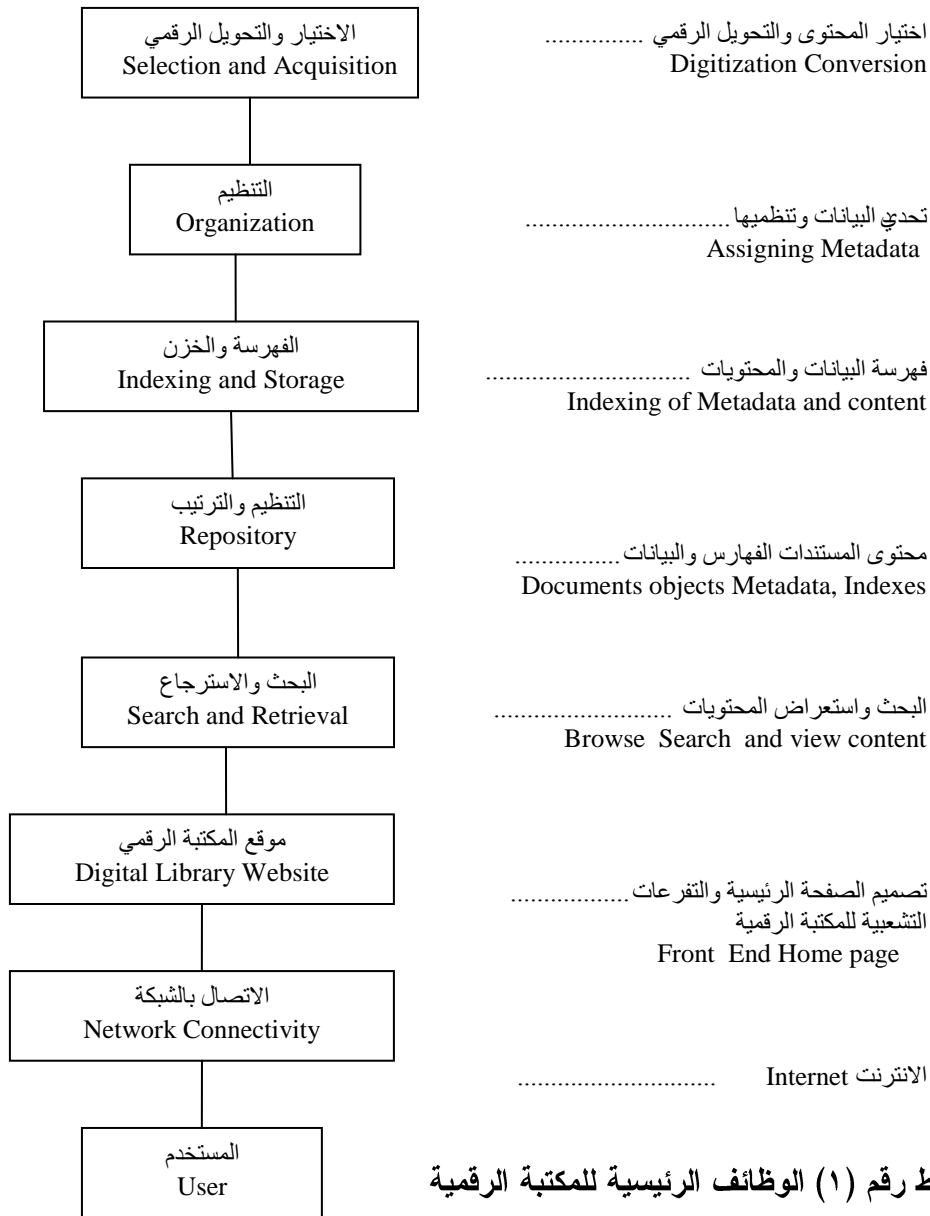 الاختيار والتحويل الرقمي
Selection and Acquisition
اختيار المحتوى والتحويل الرقمي ...............
Digitization Conversion
التنظيم
Organization
تحدي البيانات وتنظميها ...............................
Assigning Metadata
الفهرسة والخزن
Indexing and Storage
فهرسة البيانات والمحتويات ...............................
Indexing of Metadata and content
التنظيم والترتيب
Repository
محتوى المستندات الفهارس والبيانات ................
Documents objects Metadata, Indexes
البحث والاسترجاع
Search and Retrieval
البحث واستعراض المحتويات ...........................
Browse Search and view content
موقع المكتبة الرقمي
Digital Library Website
تصميم الصفحة الرئيسية والتفرعات ..................
التشعبية للمكتبة الرقمية
Front End Home page
الاتصال بالشبكة
Network Connectivity
الانترنت Internet ..............................
المستخدم
User
ط رقم (١) الوظائف الرئيسية للمكتبة الرقمية